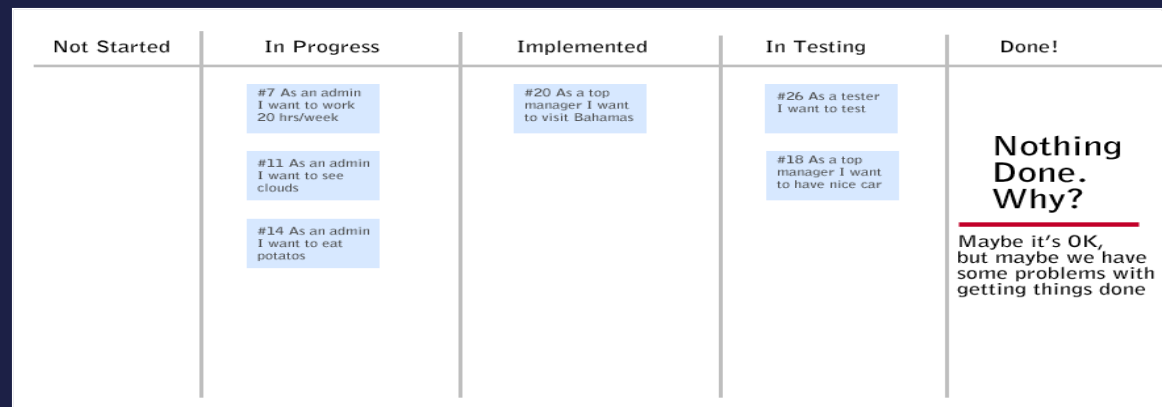 Not Started
In Progress
Implemented
In Testing
Done!
#7 As an admin
I want to work
20 hrs/week
#11 As an admin
I want to see
clouds
#14 As an admin
I want to eat
potatos
#20 As a top
manager I want
to visit Bahamas
#26 As a tester
I want to test
#18 As a top
manager I want
to have nice car
Nothing
Done.
Why?
Maybe it's OK,
but maybe we have
some problems with
getting things done